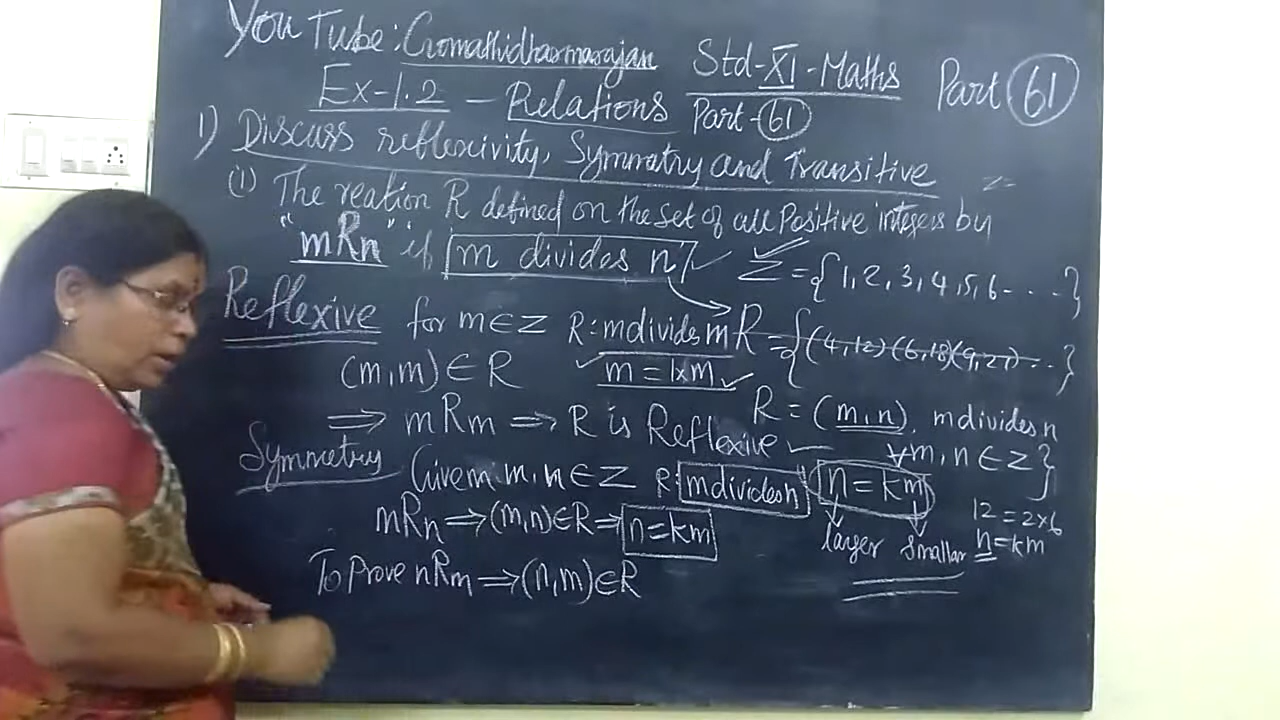 YouTube: Gomathidharmarajan Std-XI-Maths Part 61
Ex-1.2 - Relations Part-61
1) Discuss reflexivity, Symmetry and Transitive Z=
(1) The reation R defined on the set of all Positive integers by
"mRn" if m divides n ✓ Z = {1, 2, 3, 4, 5, 6 - - - -}
Reflexive for m∈Z R: m divides m R = {(4,12)(6,18)(9,27) ...}
(m,m)∈R ✓ m = 1×m ✓
R = (m,n), m divides n
⇒ mRm ⇒ R is Reflexive ✓ ∀ m, n ∈ Z}
Symmetry Given: m, n ∈ Z R: m divides n n = km
12 = 2×6
mRn ⇒ (m,n)∈R ⇒ n = km
larger smaller n = km
To Prove nRm ⇒ (n,m)∈R